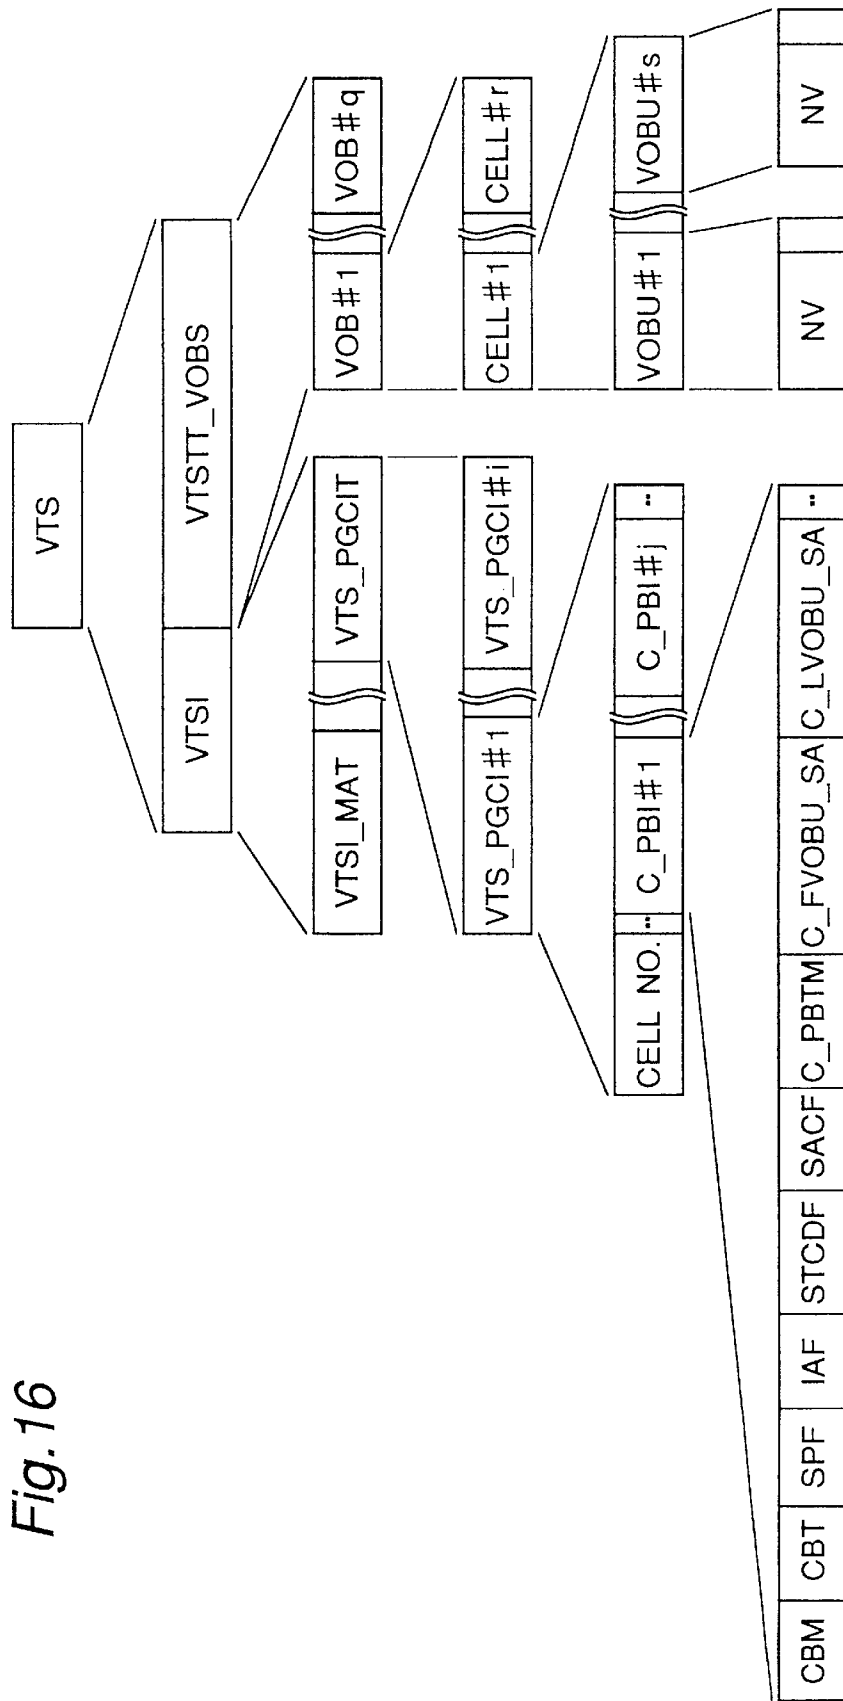 Fig.16
VTS
VTSI VTSTT_VOBS
VTSI_MAT VTS_PGCIT VOB#1 VOB#q
VTS_PGCI#1 VTS_PGCI#i CELL#1 CELL#r
CELL NO. .. C_PBI#1 C_PBI#j .. VOBU#1 VOBU#s
CBM CBT SPF IAF STCDF SACF C_PBTM C_FVOBU_SA C_LVOBU_SA .. NV NV